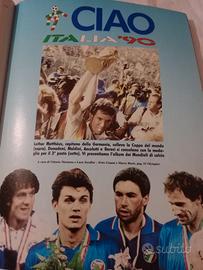 CIAO
ITALIA '90
Lothar Matthäus, capitano della Germania, solleva la Coppa del mondo
(sopra). Donadoni, Maldini, Ancelotti e Baresi si consolano con la meda-
glia per il 3° posto (sotto). Vi presentiamo l'album dei Mondiali di calcio
subito